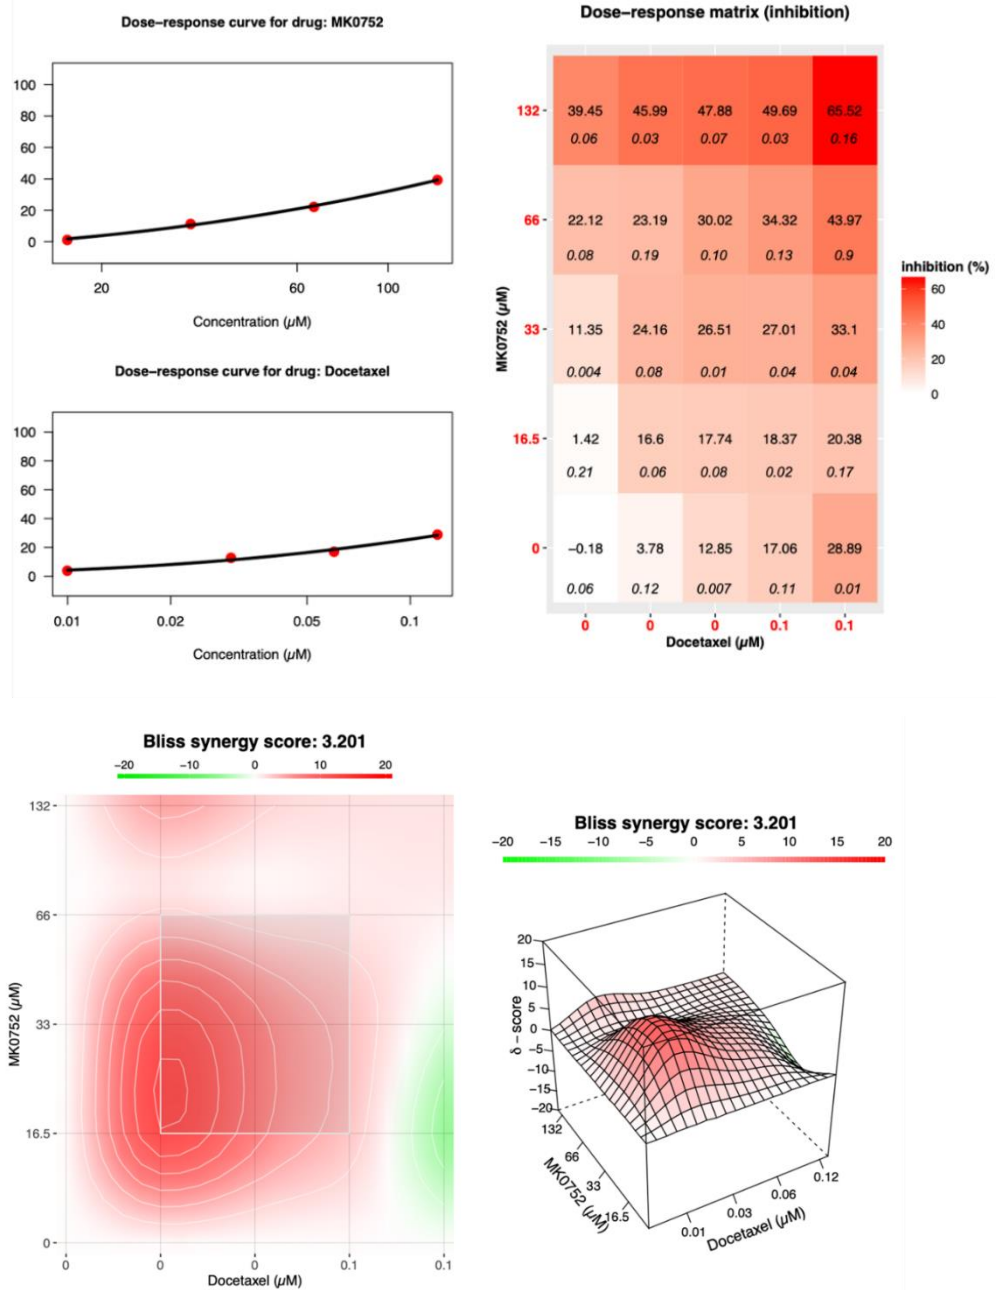 Dose–response curve for drug: MK0752
100
80
60
40
20
0
20 60 100
Concentration (µM)
Dose–response curve for drug: Docetaxel
100
80
60
40
20
0
0.01 0.02 0.05 0.1
Concentration (µM)
Dose–response matrix (inhibition)
MK0752 (µM)
132 39.45 45.99 47.88 49.69 65.52
0.06 0.03 0.07 0.03 0.16
66 22.12 23.19 30.02 34.32 43.97
0.08 0.19 0.10 0.13 0.9
33 11.35 24.16 26.51 27.01 33.1
0.004 0.08 0.01 0.04 0.04
16.5 1.42 16.6 17.74 18.37 20.38
0.21 0.06 0.08 0.02 0.17
0 −0.18 3.78 12.85 17.06 28.89
0.06 0.12 0.007 0.11 0.01
0 0 0 0.1 0.1
Docetaxel (µM)
inhibition (%)
60
40
20
0
Bliss synergy score: 3.201
−20 −10 0 10 20
MK0752 (µM)
132
66
33
16.5
0
0 0 0 0.1 0.1
Docetaxel (µM)
Bliss synergy score: 3.201
−20 −15 −10 −5 0 5 10 15 20
δ − score
20
15
10
5
0
−5
−10
−15
−20
132
66
33
16.5
MK0752 (µM)
0.01
0.03
0.06
0.12
Docetaxel (µM)